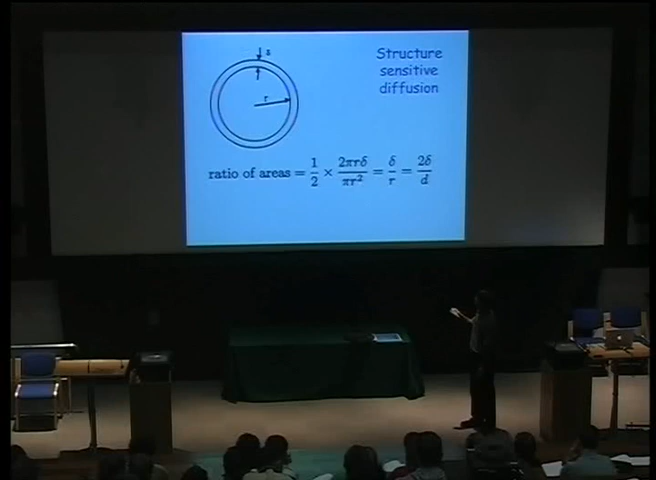 Structure
sensitive
diffusion
δ
r
ratio of areas = 1/2 × 2πrδ/πr² = δ/r = 2δ/d